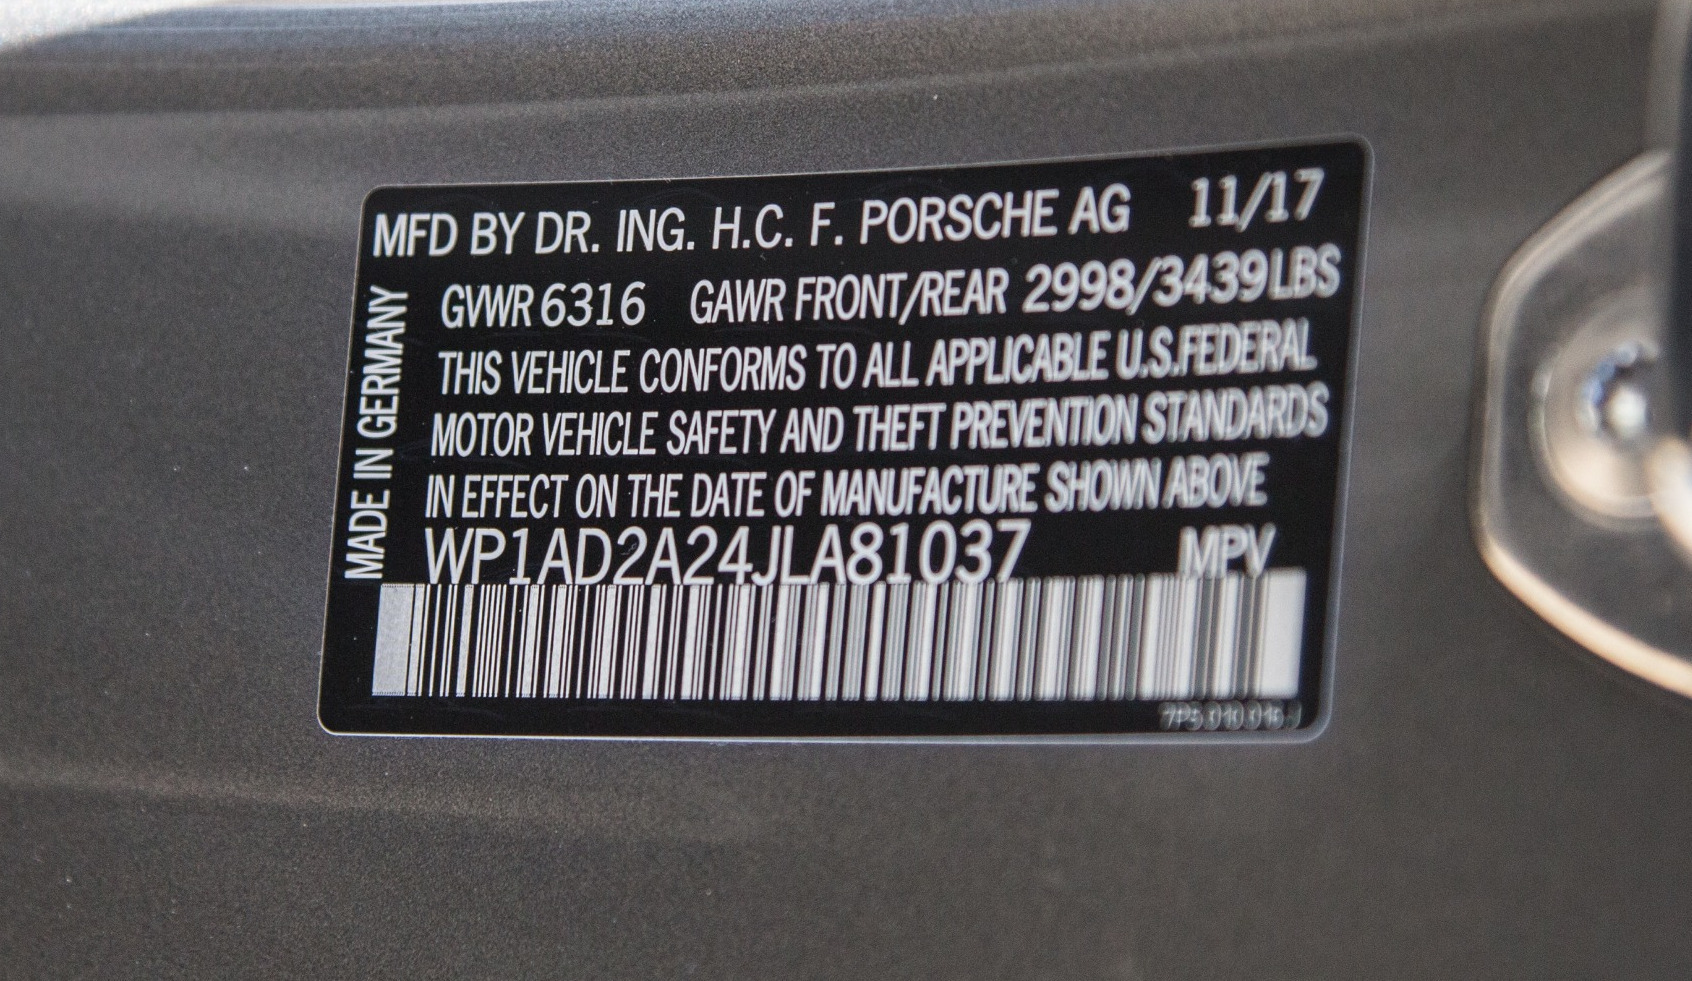 MFD BY DR. ING. H.C. F. PORSCHE AG 11/17
GVWR 6316 GAWR FRONT/REAR 2998/3439LBS
THIS VEHICLE CONFORMS TO ALL APPLICABLE U.S.FEDERAL
MOTOR VEHICLE SAFETY AND THEFT PREVENTION STANDARDS
IN EFFECT ON THE DATE OF MANUFACTURE SHOWN ABOVE
WP1AD2A24JLA81037 MPV
MADE IN GERMANY